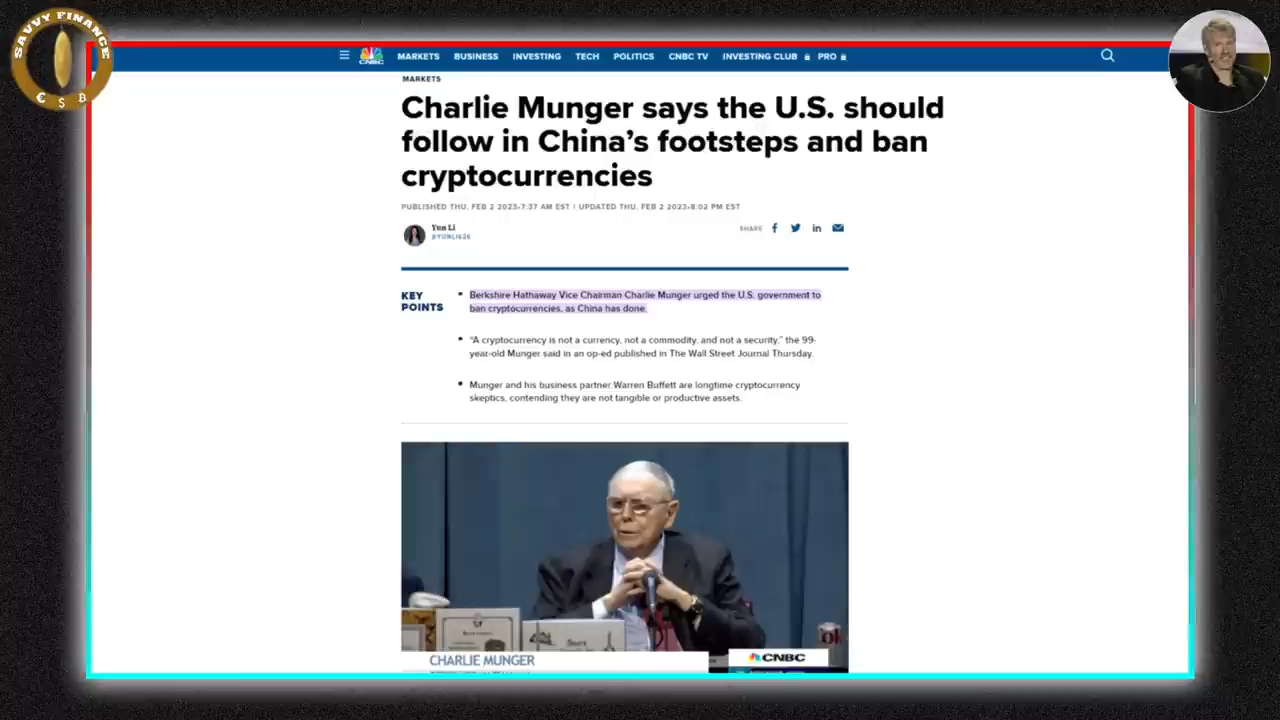 SAVVY FINANCE
€ $ B
CNBC
MARKETS BUSINESS INVESTING TECH POLITICS CNBC TV INVESTING CLUB PRO
MARKETS
Charlie Munger says the U.S. should
follow in China’s footsteps and ban
cryptocurrencies
PUBLISHED THU, FEB 2 2023•7:37 AM EST | UPDATED THU, FEB 2 2023•8:02 PM EST
Yun Li
@YUNLI626
SHARE
KEY
POINTS
Berkshire Hathaway Vice Chairman Charlie Munger urged the U.S. government to
ban cryptocurrencies, as China has done.
“A cryptocurrency is not a currency, not a commodity, and not a security,” the 99-
year-old Munger said in an op-ed published in The Wall Street Journal Thursday.
Munger and his business partner Warren Buffett are longtime cryptocurrency
skeptics, contending they are not tangible or productive assets.
CHARLIE MUNGER
CNBC